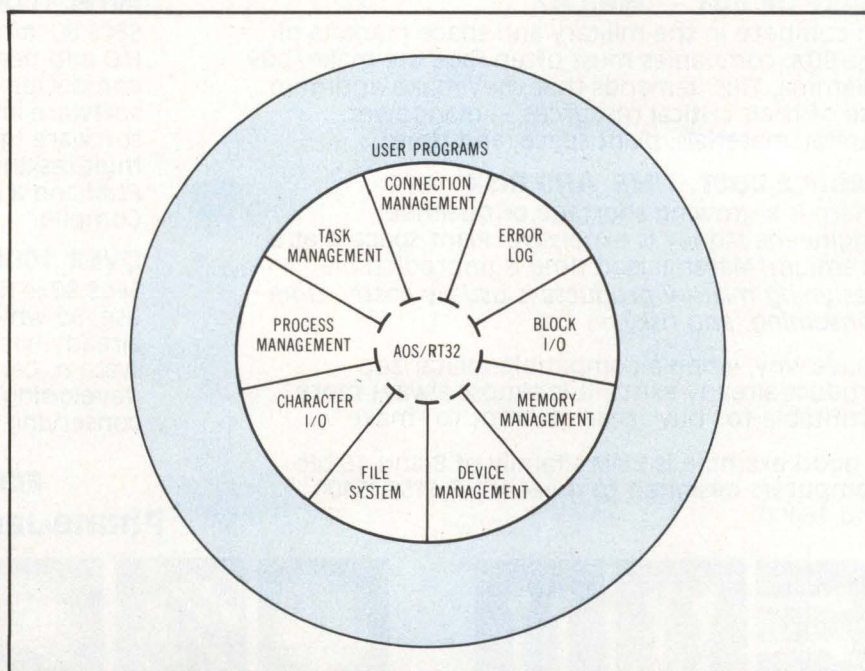 USER PROGRAMS
CONNECTION
MANAGEMENT
TASK
MANAGEMENT
ERROR
LOG
PROCESS
MANAGEMENT
AOS/RT32
BLOCK
I/O
CHARACTER
I/O
MEMORY
MANAGEMENT
FILE
SYSTEM
DEVICE
MANAGEMENT